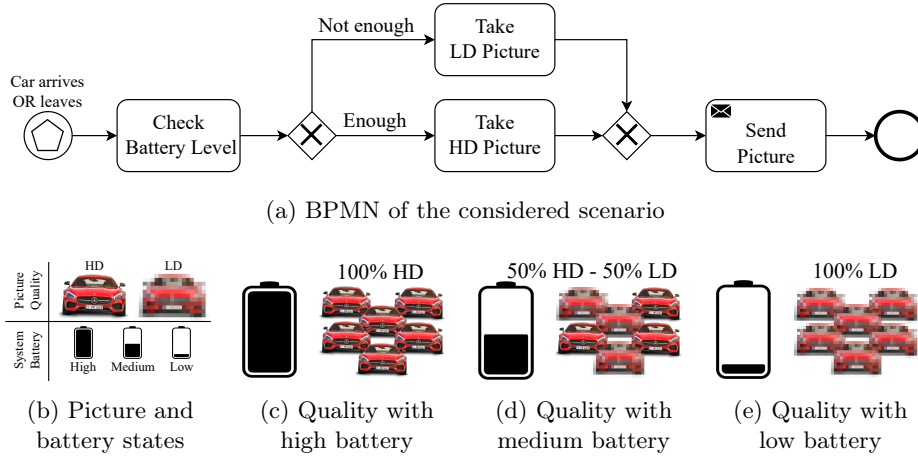 Not enough
Take
LD Picture
Car arrives
OR leaves
Check
Battery Level
Enough
Take
HD Picture
Send
Picture
(a) BPMN of the considered scenario
Picture
Quality
HD
LD
System
Battery
High
Medium
Low
(b) Picture and
battery states
100% HD
(c) Quality with
high battery
50% HD - 50% LD
(d) Quality with
medium battery
100% LD
(e) Quality with
low battery